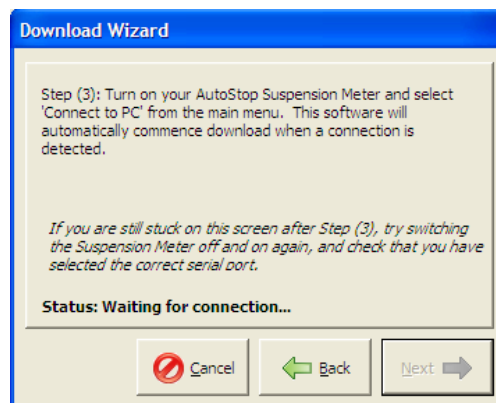 Download Wizard
Step (3): Turn on your AutoStop Suspension Meter and select
'Connect to PC' from the main menu.  This software will
automatically commence download when a connection is
detected.
If you are still stuck on this screen after Step (3), try switching
the Suspension Meter off and on again, and check that you have
selected the correct serial port.
Status: Waiting for connection...
Cancel
Back
Next